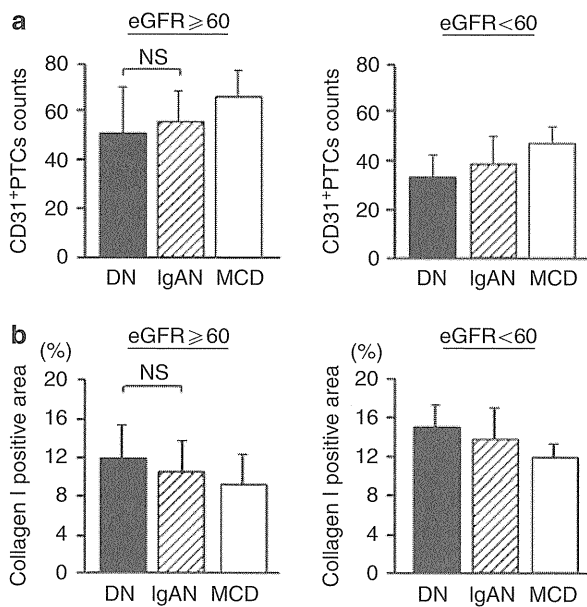 a
eGFR≥60
eGFR<60
CD31⁺PTCs counts
80
60
40
20
0
NS
DN IgAN MCD
CD31⁺PTCs counts
80
60
40
20
0
DN IgAN MCD
b
(%)
eGFR≥60
(%)
eGFR<60
Collagen I positive area
20
16
12
8
4
0
NS
DN IgAN MCD
Collagen I positive area
20
16
12
8
4
0
DN IgAN MCD